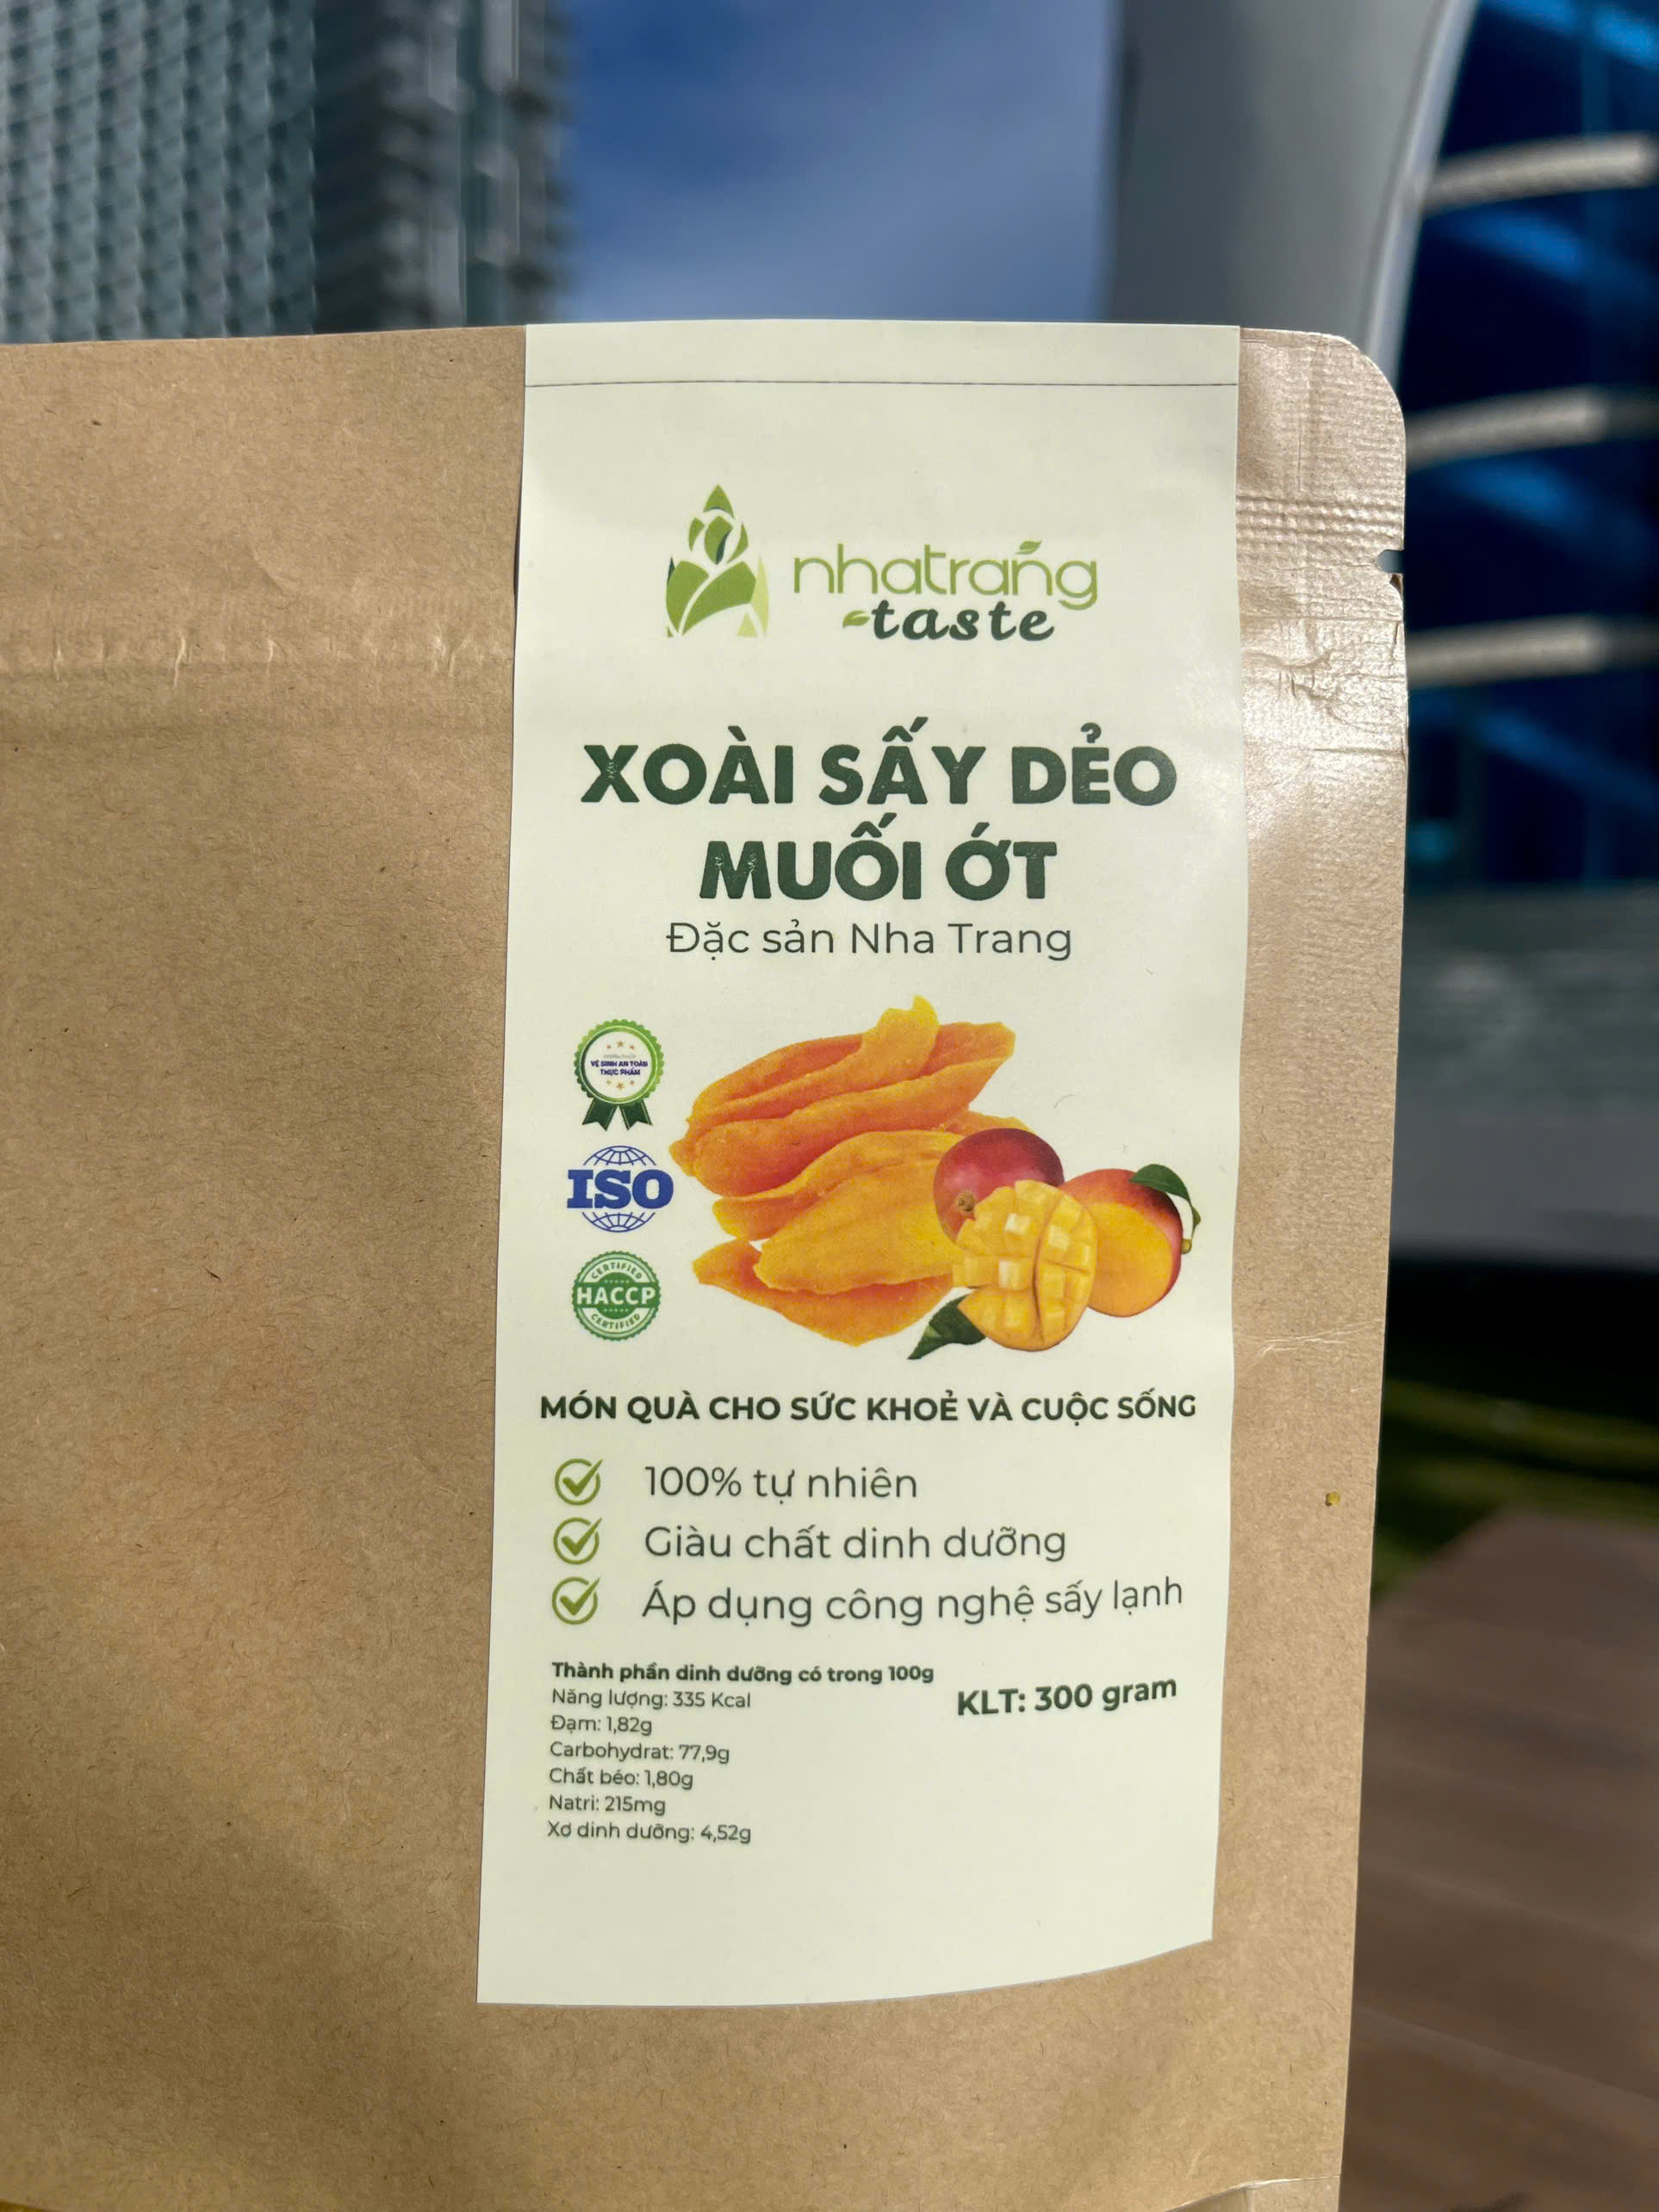 nhatrang
taste
XOÀI SẤY DẺO
MUỐI ỚT
Đặc sản Nha Trang
VỆ SINH AN TOÀN
THỰC PHẨM
ISO
CERTIFIED
HACCP
CERTIFIED
MÓN QUÀ CHO SỨC KHOẺ VÀ CUỘC SỐNG
100% tự nhiên
Giàu chất dinh dưỡng
Áp dụng công nghệ sấy lạnh
Thành phần dinh dưỡng có trong 100g
Năng lượng: 335 Kcal
Đạm: 1,82g
Carbohydrat: 77,9g
Chất béo: 1,80g
Natri: 215mg
Xơ dinh dưỡng: 4,52g
KLT: 300 gram